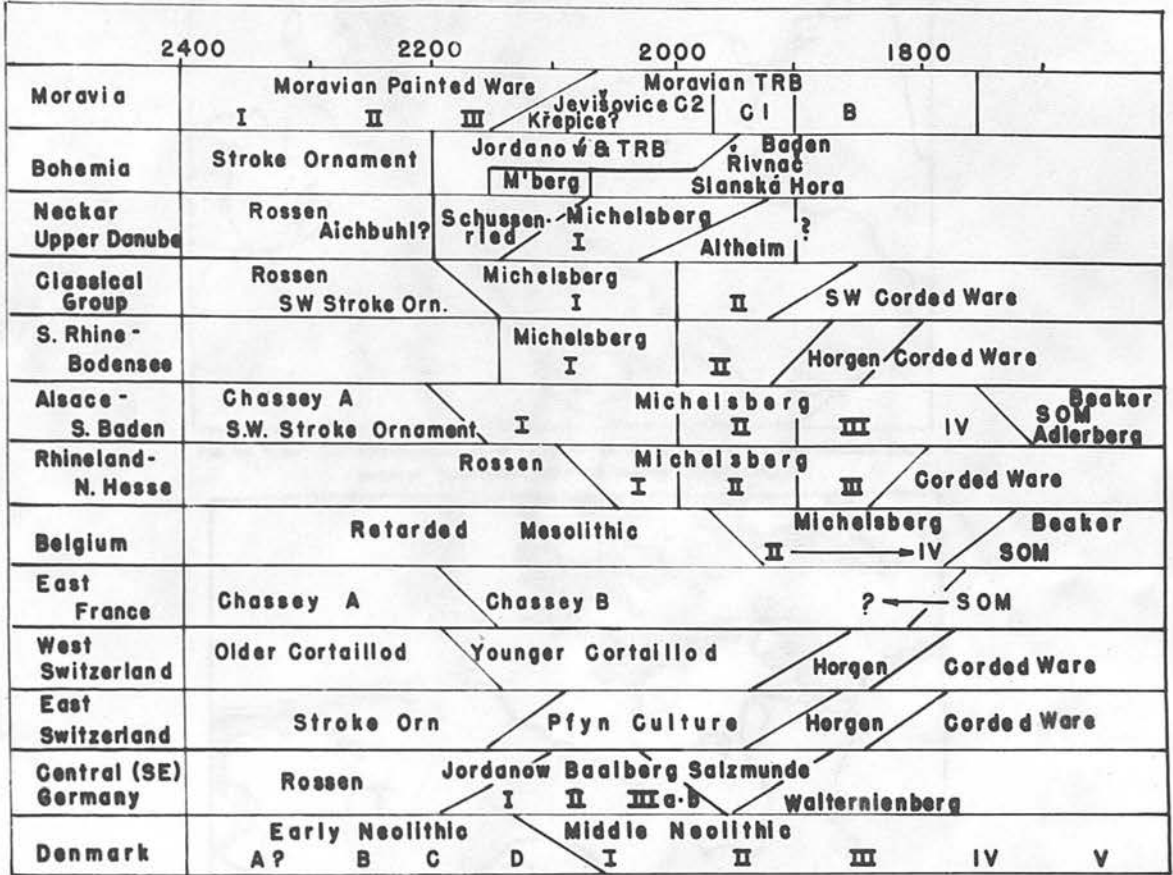 2400 2200 2000 1800
Moravia
Moravian Painted Ware Moravian TRB
I II III Jevišovice C2 C I B
Křepice?
Bohemia
Stroke Ornament Jordanow & TRB Baden
Řivnač
M'berg Slanská Hora
Neckar
Upper Danube
Rossen Schussen- Michelsberg ?
Aichbuhl? ried I Altheim
Classical
Group
Rossen Michelsberg
SW Stroke Orn. I II SW Corded Ware
S. Rhine-
Bodensee
Michelsberg
I II Horgen Corded Ware
Alsace-
S. Baden
Chassey A Michelsberg Beaker
SOM
S.W. Stroke Ornament I II III IV Adlerberg
Rhineland-
N. Hesse
Rossen Michelsberg
I II III Corded Ware
Belgium
Retarded Mesolithic Michelsberg Beaker
II → IV SOM
East
France
Chassey A Chassey B ? ← SOM
West
Switzerland
Older Cortaillod Younger Cortaillod Horgen Corded Ware
East
Switzerland
Stroke Orn Pfyn Culture Horgen Corded Ware
Central (SE)
Germany
Rossen Jordanow Baalberg Salzmunde
I II III a-B Walternienberg
Denmark
Early Neolithic Middle Neolithic
A? B C D I II III IV V